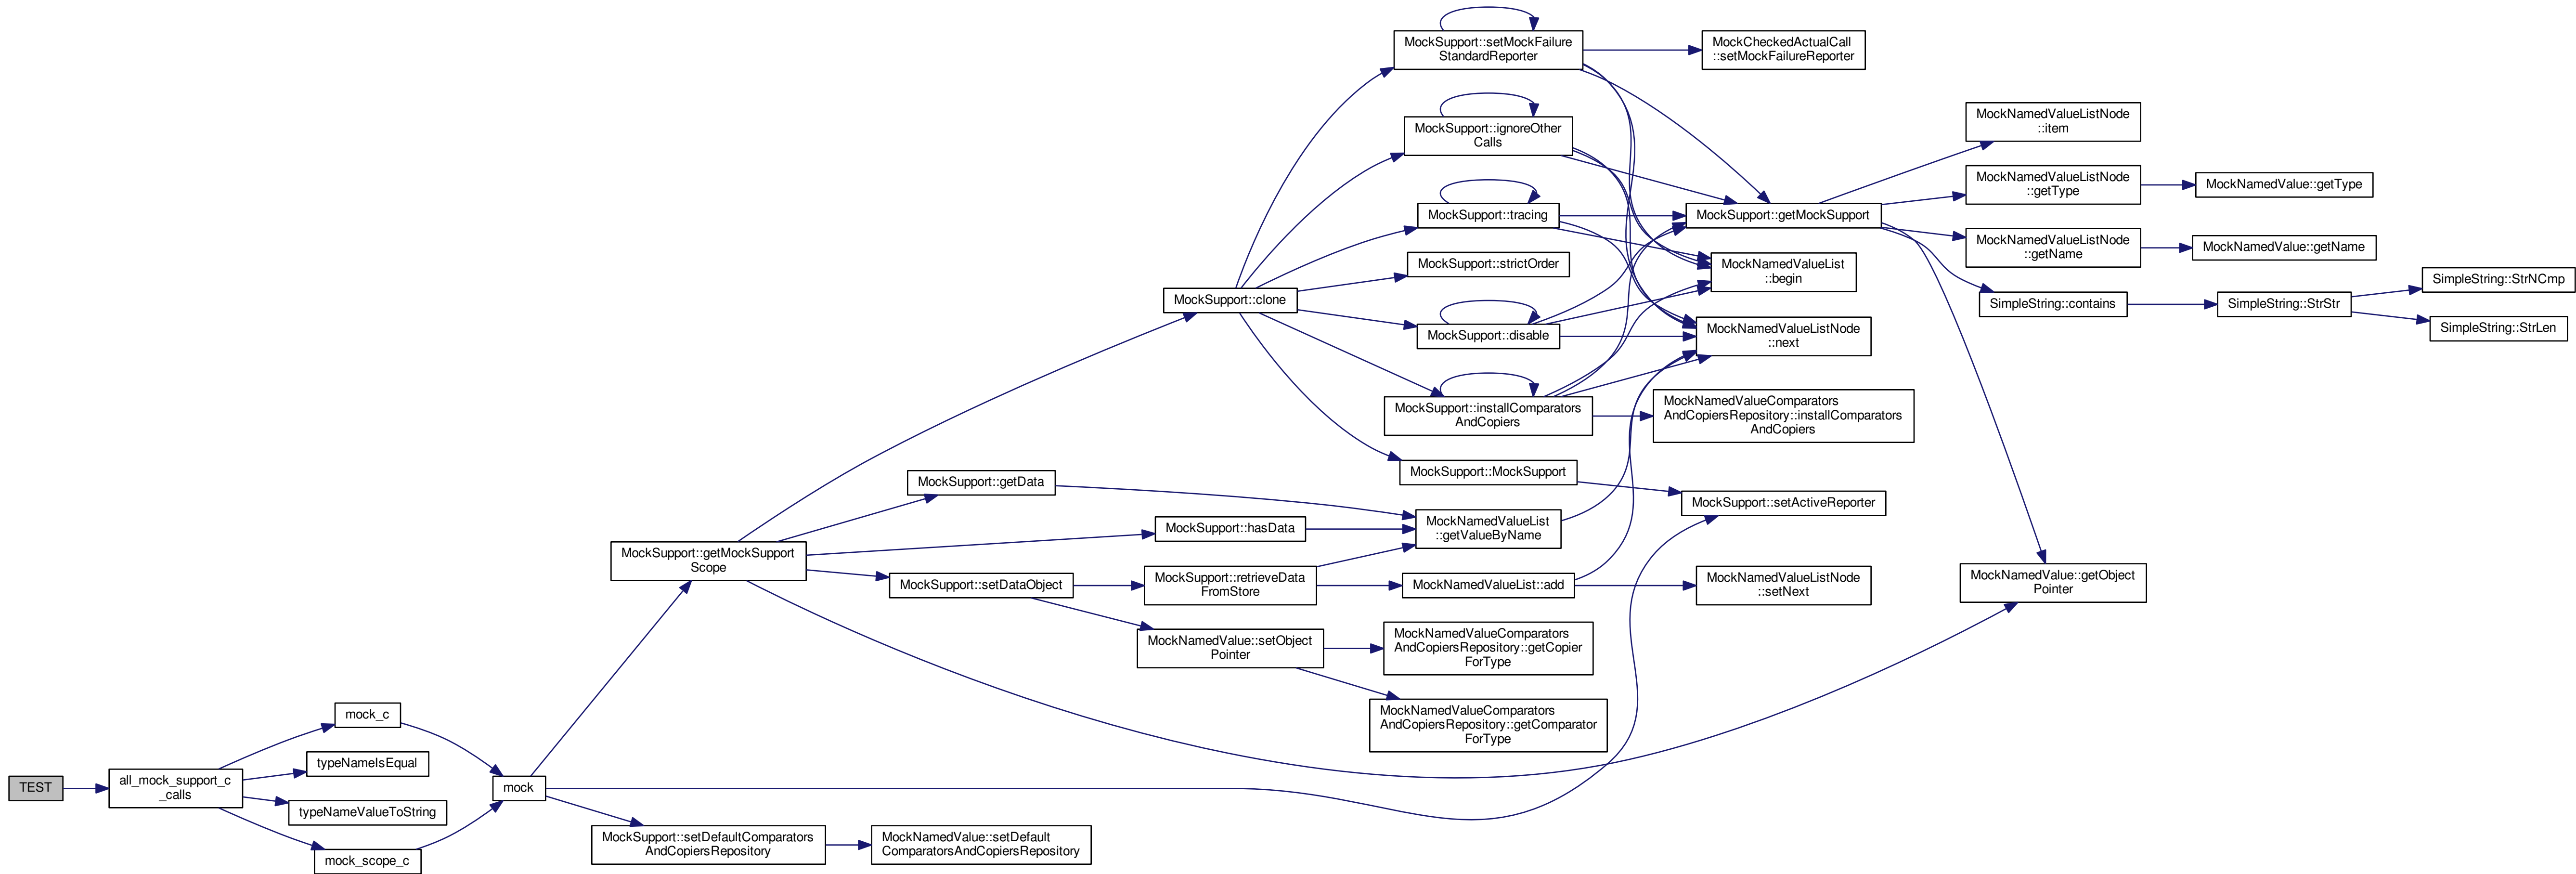 TEST
all_mock_support_c
_calls
mock_c
typeNameIsEqual
typeNameValueToString
mock_scope_c
mock
MockSupport::getMockSupport
Scope
MockSupport::setDefaultComparators
AndCopiersRepository
MockNamedValue::setDefault
ComparatorsAndCopiersRepository
MockSupport::clone
MockSupport::getData
MockSupport::hasData
MockSupport::setDataObject
MockSupport::retrieveData
FromStore
MockNamedValue::setObject
Pointer
MockSupport::setMockFailure
StandardReporter
MockSupport::ignoreOther
Calls
MockSupport::tracing
MockSupport::strictOrder
MockSupport::disable
MockSupport::installComparators
AndCopiers
MockSupport::MockSupport
MockNamedValueList
::getValueByName
MockNamedValueList::add
MockNamedValueComparators
AndCopiersRepository::getCopier
ForType
MockNamedValueComparators
AndCopiersRepository::getComparator
ForType
MockCheckedActualCall
::setMockFailureReporter
MockSupport::getMockSupport
MockNamedValueList
::begin
MockNamedValueListNode
::next
MockNamedValueComparators
AndCopiersRepository::installComparators
AndCopiers
MockSupport::setActiveReporter
MockNamedValueListNode
::setNext
MockNamedValueListNode
::item
MockNamedValueListNode
::getType
MockNamedValueListNode
::getName
SimpleString::contains
MockNamedValue::getObject
Pointer
MockNamedValue::getType
MockNamedValue::getName
SimpleString::StrStr
SimpleString::StrNCmp
SimpleString::StrLen